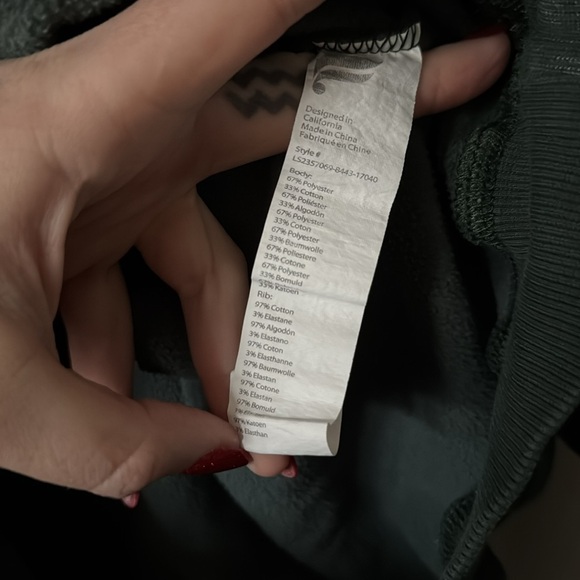 Designed in
California
Made in China
Fabriqué en Chine
Style #
LS2357069-8443-17040
Body:
67% Polyester
33% Cotton
67% Poliéster
33% Algodón
67% Polyester
33% Coton
67% Polyester
33% Baumwolle
67% Poliestere
33% Cotone
67% Polyester
33% Bomuld
33% Katoen
Rib:
97% Cotton
3% Elastane
97% Algodón
3% Elastano
97% Coton
3% Elasthanne
97% Baumwolle
3% Elastan
97% Cotone
3% Elastan
97% Bomuld
97% Katoen
3% Elasthan